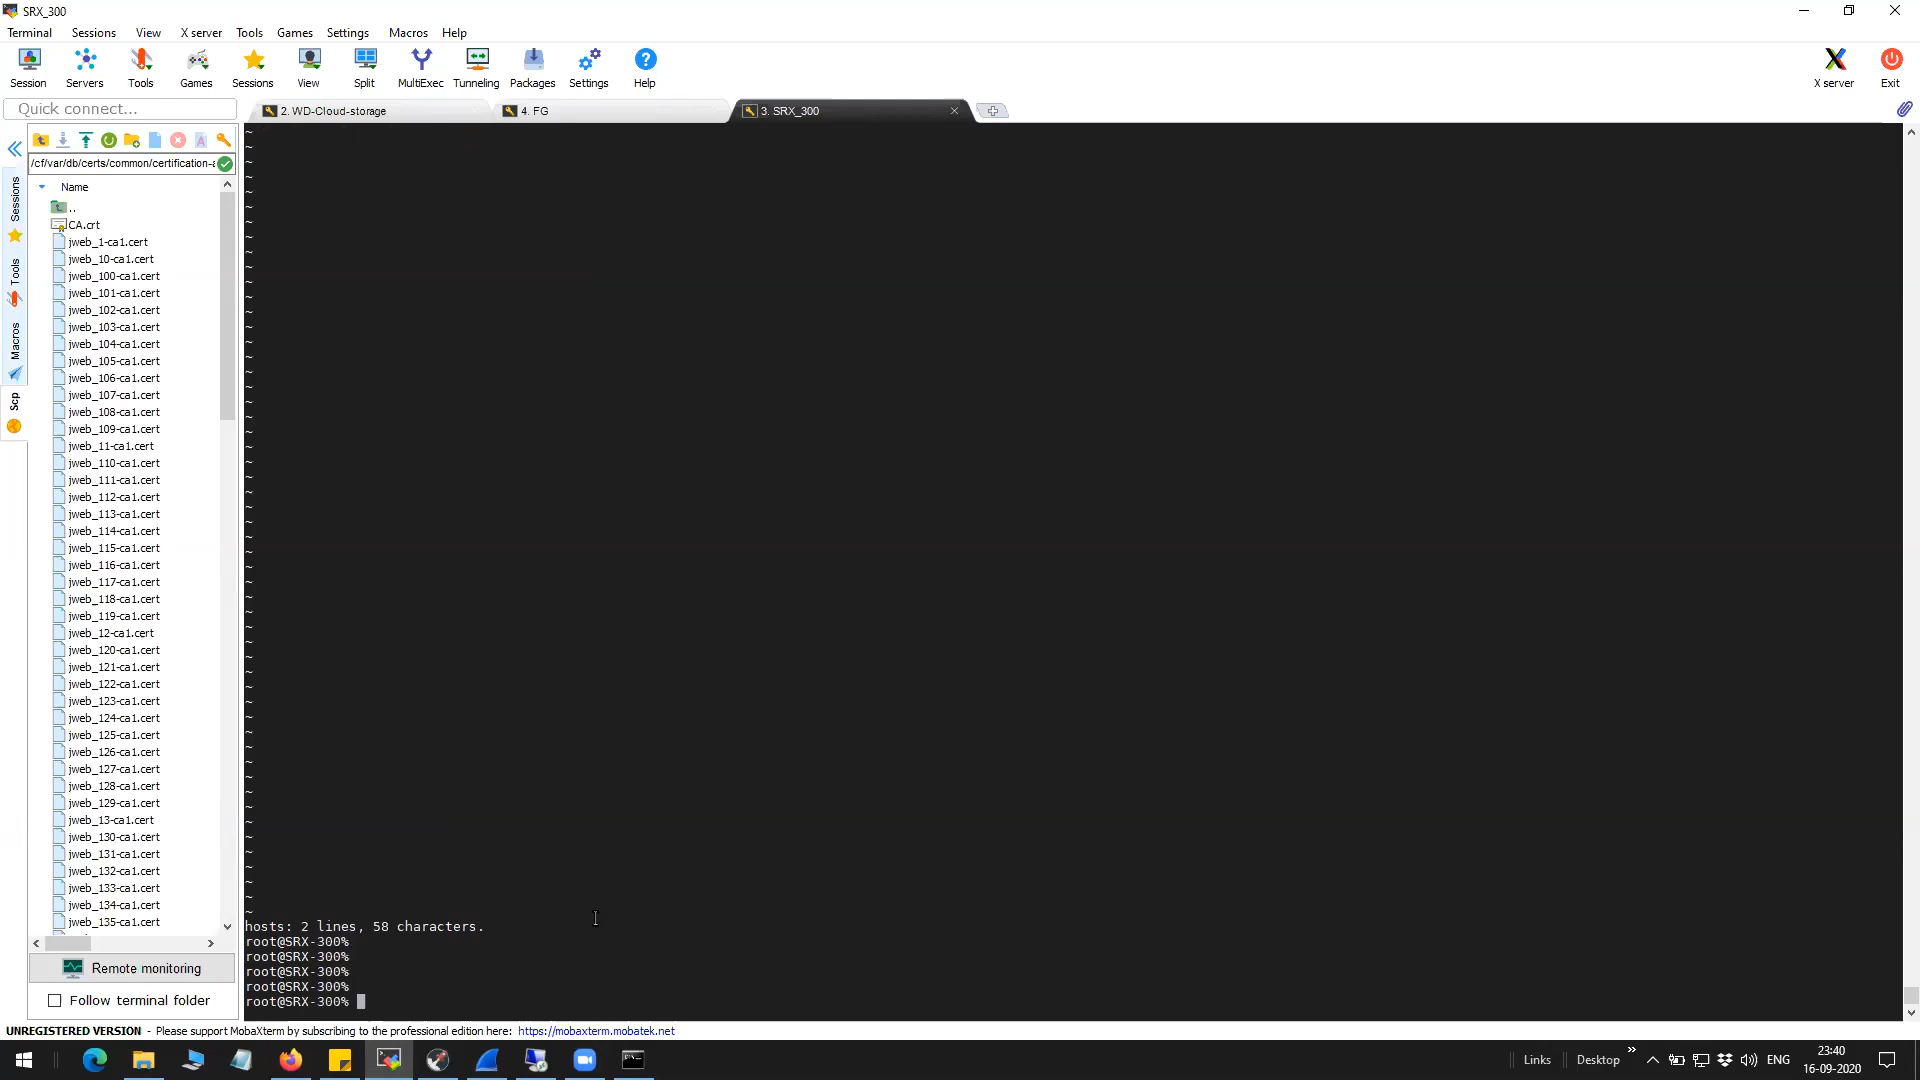 SRX_300
Terminal Sessions View X server Tools Games Settings Macros Help
Session Servers Tools Games Sessions View Split MultiExec Tunneling Packages Settings Help X server Exit
Quick connect...
2. WD-Cloud-storage 4. FG 3. SRX_300
/cf/var/db/certs/common/certification-a
Sessions
Tools
Macros
Scp
Name
..
CA.crt
jweb_1-ca1.cert
jweb_10-ca1.cert
jweb_100-ca1.cert
jweb_101-ca1.cert
jweb_102-ca1.cert
jweb_103-ca1.cert
jweb_104-ca1.cert
jweb_105-ca1.cert
jweb_106-ca1.cert
jweb_107-ca1.cert
jweb_108-ca1.cert
jweb_109-ca1.cert
jweb_11-ca1.cert
jweb_110-ca1.cert
jweb_111-ca1.cert
jweb_112-ca1.cert
jweb_113-ca1.cert
jweb_114-ca1.cert
jweb_115-ca1.cert
jweb_116-ca1.cert
jweb_117-ca1.cert
jweb_118-ca1.cert
jweb_119-ca1.cert
jweb_12-ca1.cert
jweb_120-ca1.cert
jweb_121-ca1.cert
jweb_122-ca1.cert
jweb_123-ca1.cert
jweb_124-ca1.cert
jweb_125-ca1.cert
jweb_126-ca1.cert
jweb_127-ca1.cert
jweb_128-ca1.cert
jweb_129-ca1.cert
jweb_13-ca1.cert
jweb_130-ca1.cert
jweb_131-ca1.cert
jweb_132-ca1.cert
jweb_133-ca1.cert
jweb_134-ca1.cert
jweb_135-ca1.cert
Remote monitoring
Follow terminal folder
hosts: 2 lines, 58 characters.
root@SRX-300%
root@SRX-300%
root@SRX-300%
root@SRX-300%
root@SRX-300%
UNREGISTERED VERSION - Please support MobaXterm by subscribing to the professional edition here: https://mobaxterm.mobatek.net
Links Desktop ENG
23:40
16-09-2020